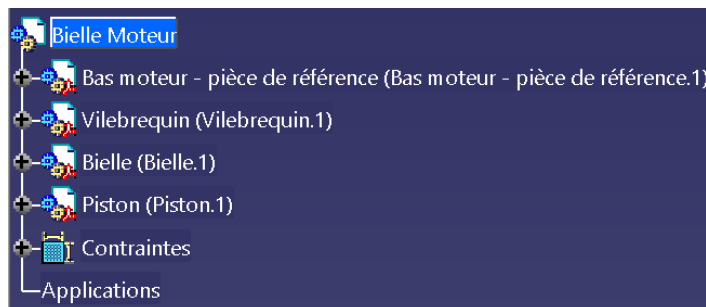 Bielle Moteur
Bas moteur - pièce de référence (Bas moteur - pièce de référence.1)
Vilebrequin (Vilebrequin.1)
Bielle (Bielle.1)
Piston (Piston.1)
Contraintes
Applications